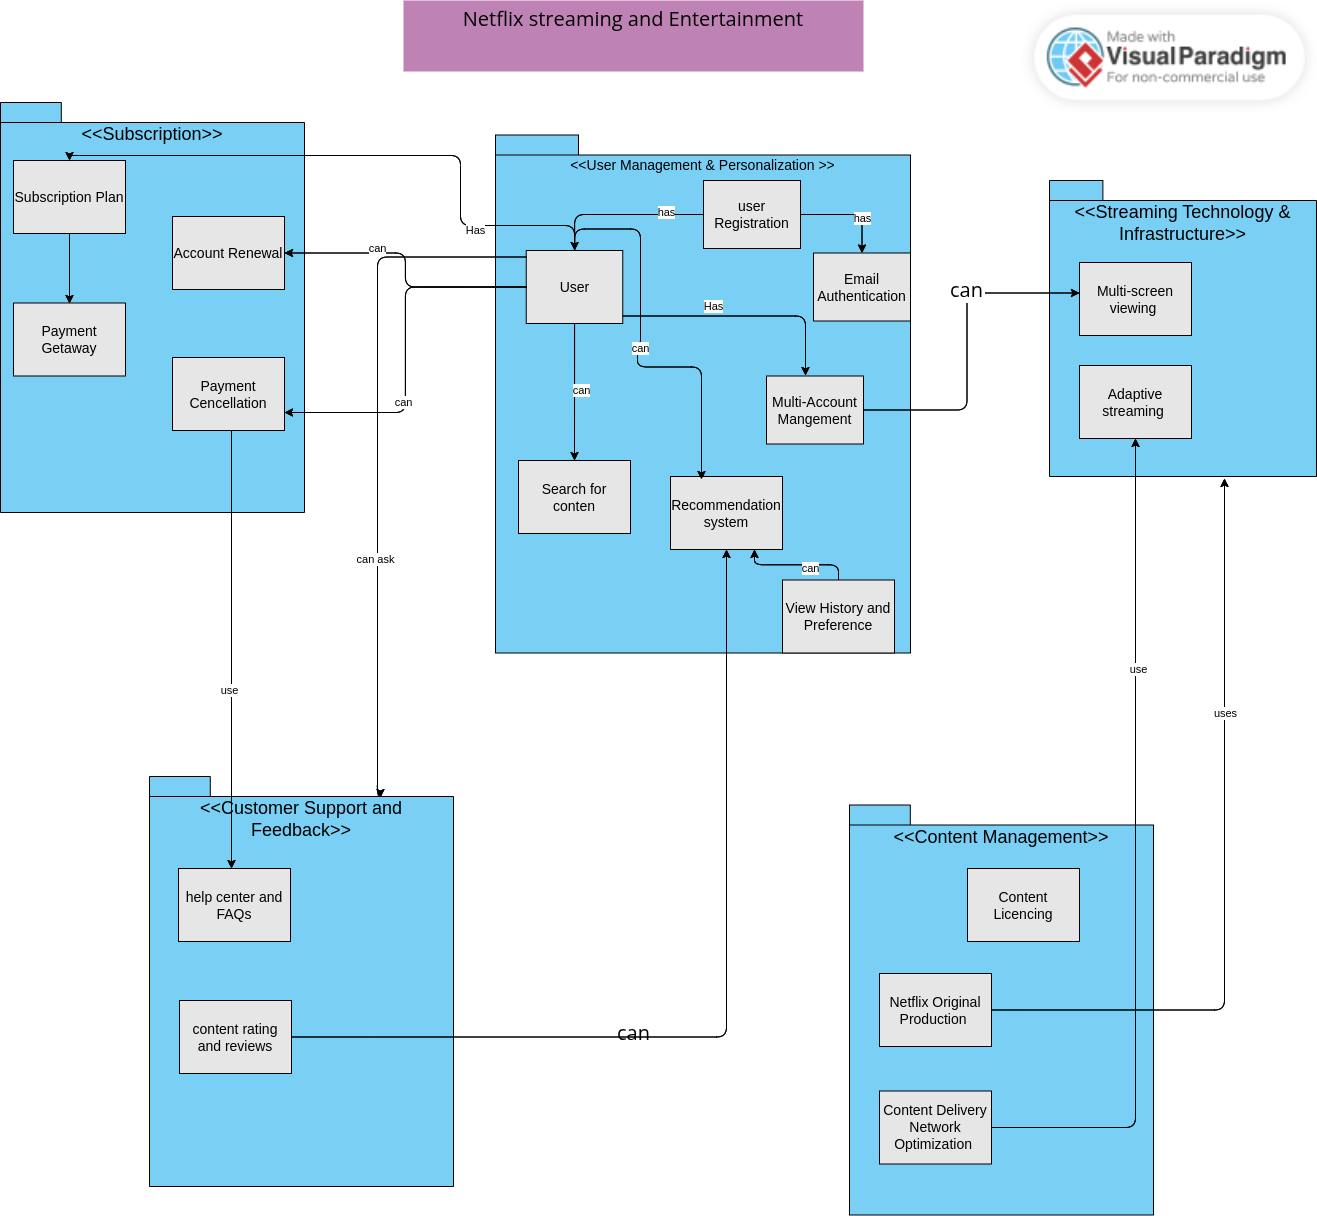 Netflix streaming and Entertainment
Made with
VisualParadigm
For non-commercial use
<<Subscription>>
Subscription Plan
Account Renewal
Payment
Getaway
Payment
Cencellation
Has
can
can
can ask
use
<<User Management & Personalization >>
user
Registration
has
has
User
Email
Authentication
Has
can
can
Multi-Account
Mangement
Search for
conten
Recommendation
system
can
View History and
Preference
can
<<Streaming Technology &
Infrastructure>>
Multi-screen
viewing
Adaptive
streaming
use
uses
<<Customer Support and
Feedback>>
help center and
FAQs
content rating
and reviews
can
<<Content Management>>
Content
Licencing
Netflix Original
Production
Content Delivery
Network
Optimization